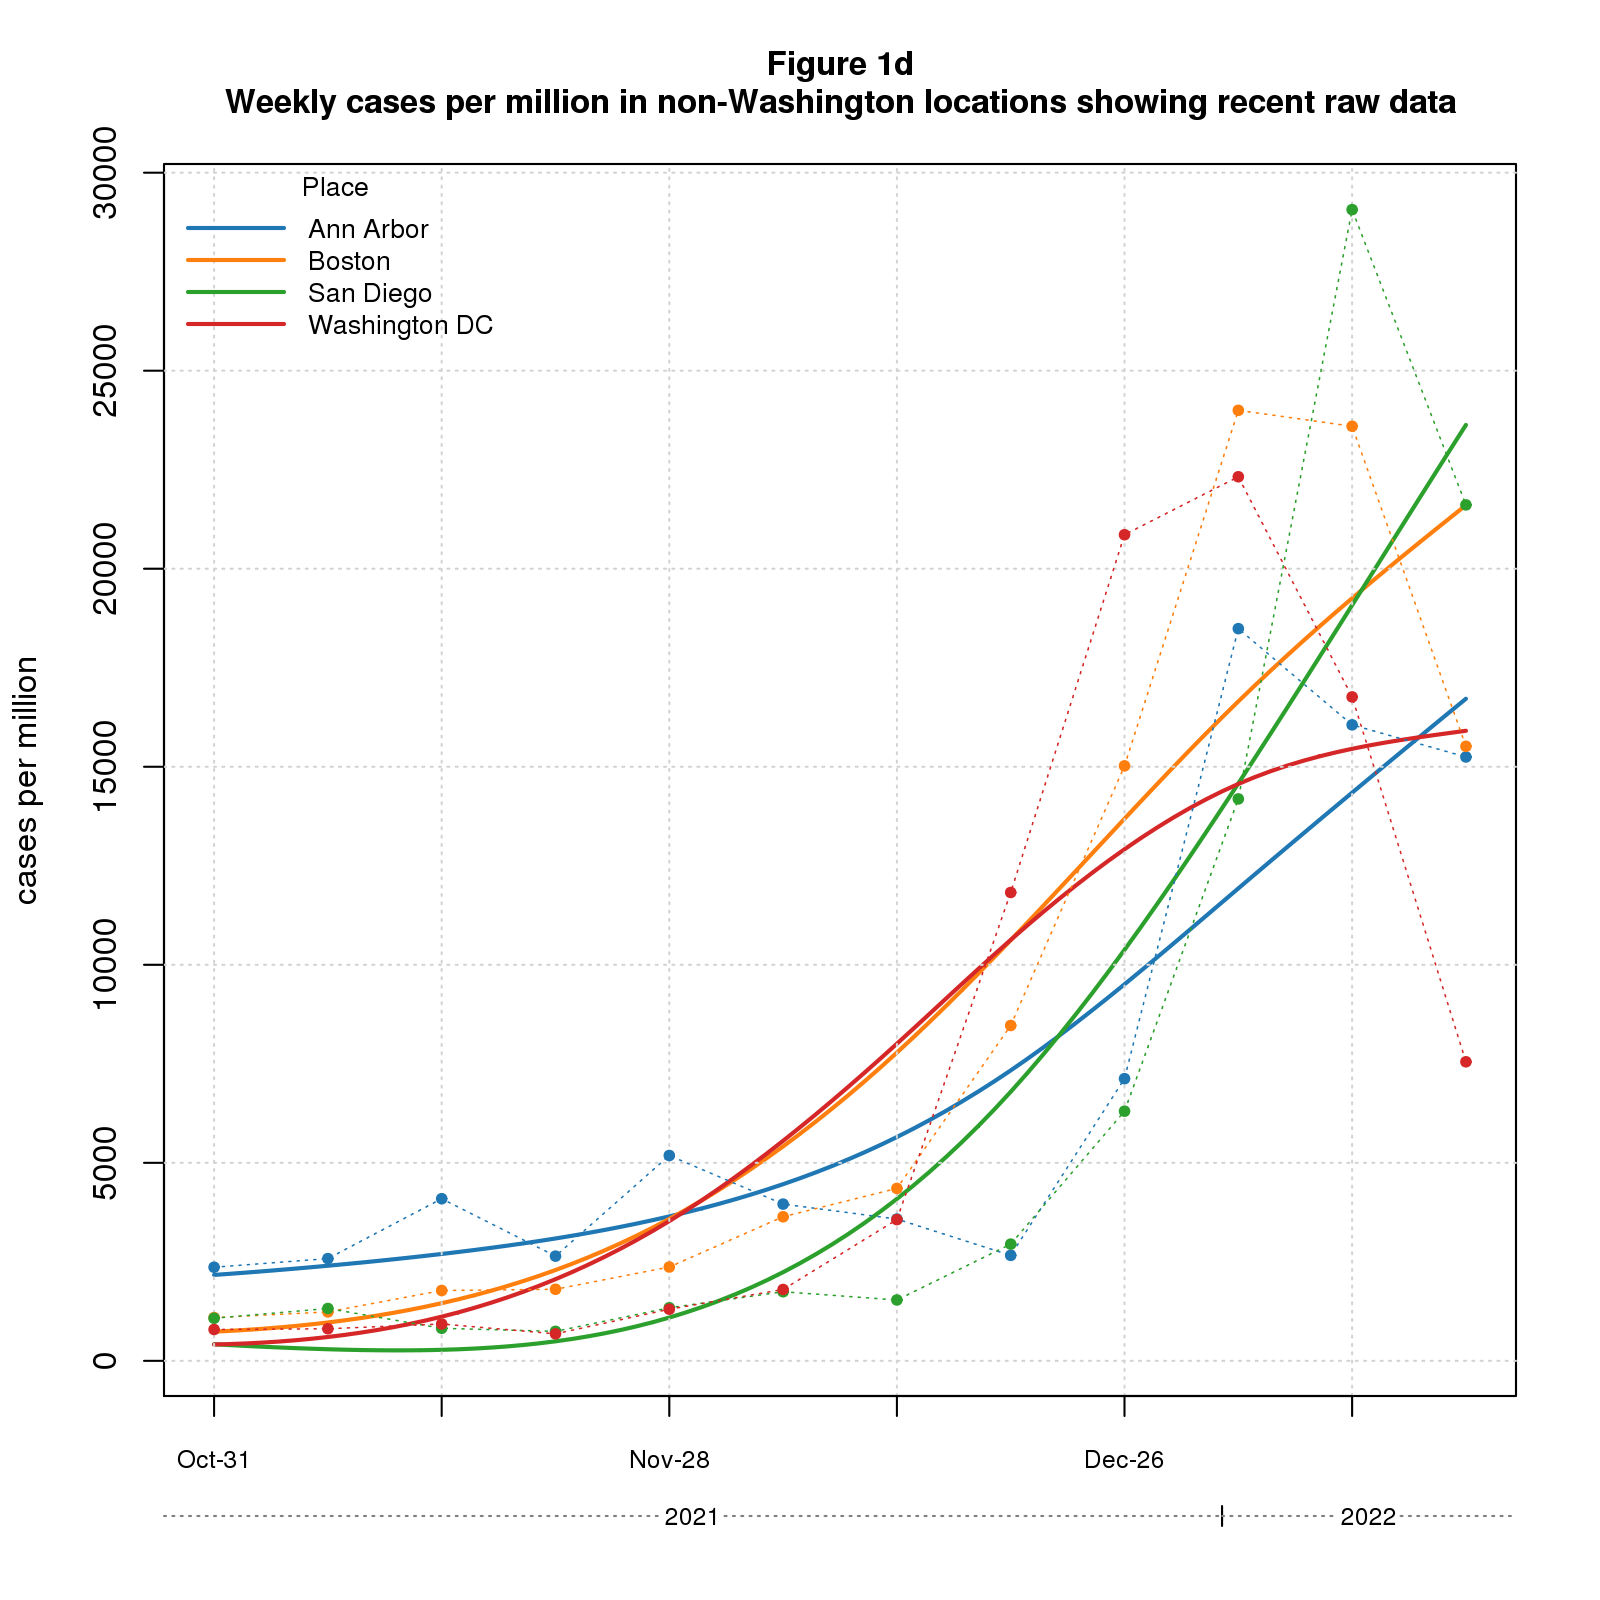 Figure 1d
Weekly cases per million in non-Washington locations showing recent raw data
Place
Ann Arbor
Boston
San Diego
Washington DC
cases per million
30000
25000
20000
15000
10000
5000
0
Oct-31 Nov-28 Dec-26
2021 2022